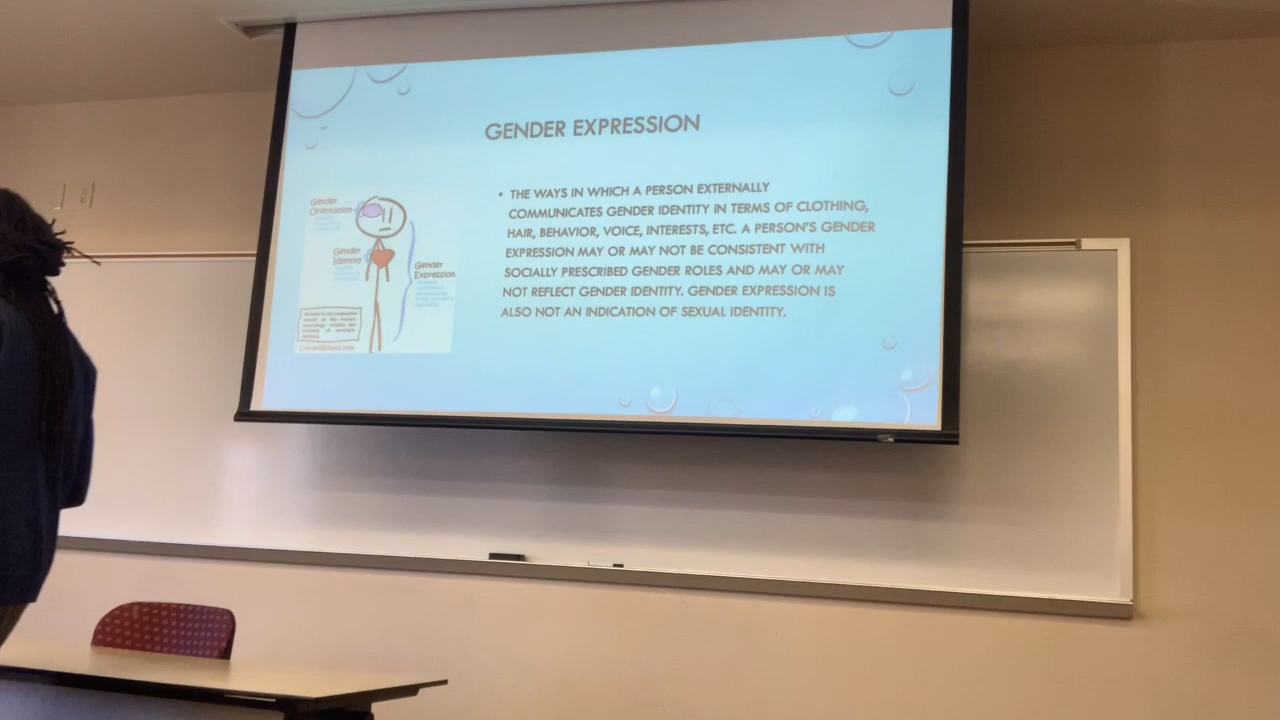 GENDER EXPRESSION
• THE WAYS IN WHICH A PERSON EXTERNALLY
COMMUNICATES GENDER IDENTITY IN TERMS OF CLOTHING,
HAIR, BEHAVIOR, VOICE, INTERESTS, ETC. A PERSON'S GENDER
EXPRESSION MAY OR MAY NOT BE CONSISTENT WITH
SOCIALLY PRESCRIBED GENDER ROLES AND MAY OR MAY
NOT REFLECT GENDER IDENTITY. GENDER EXPRESSION IS
ALSO NOT AN INDICATION OF SEXUAL IDENTITY.
Gender
Orientation
Gender
Identity
Gender
Expression